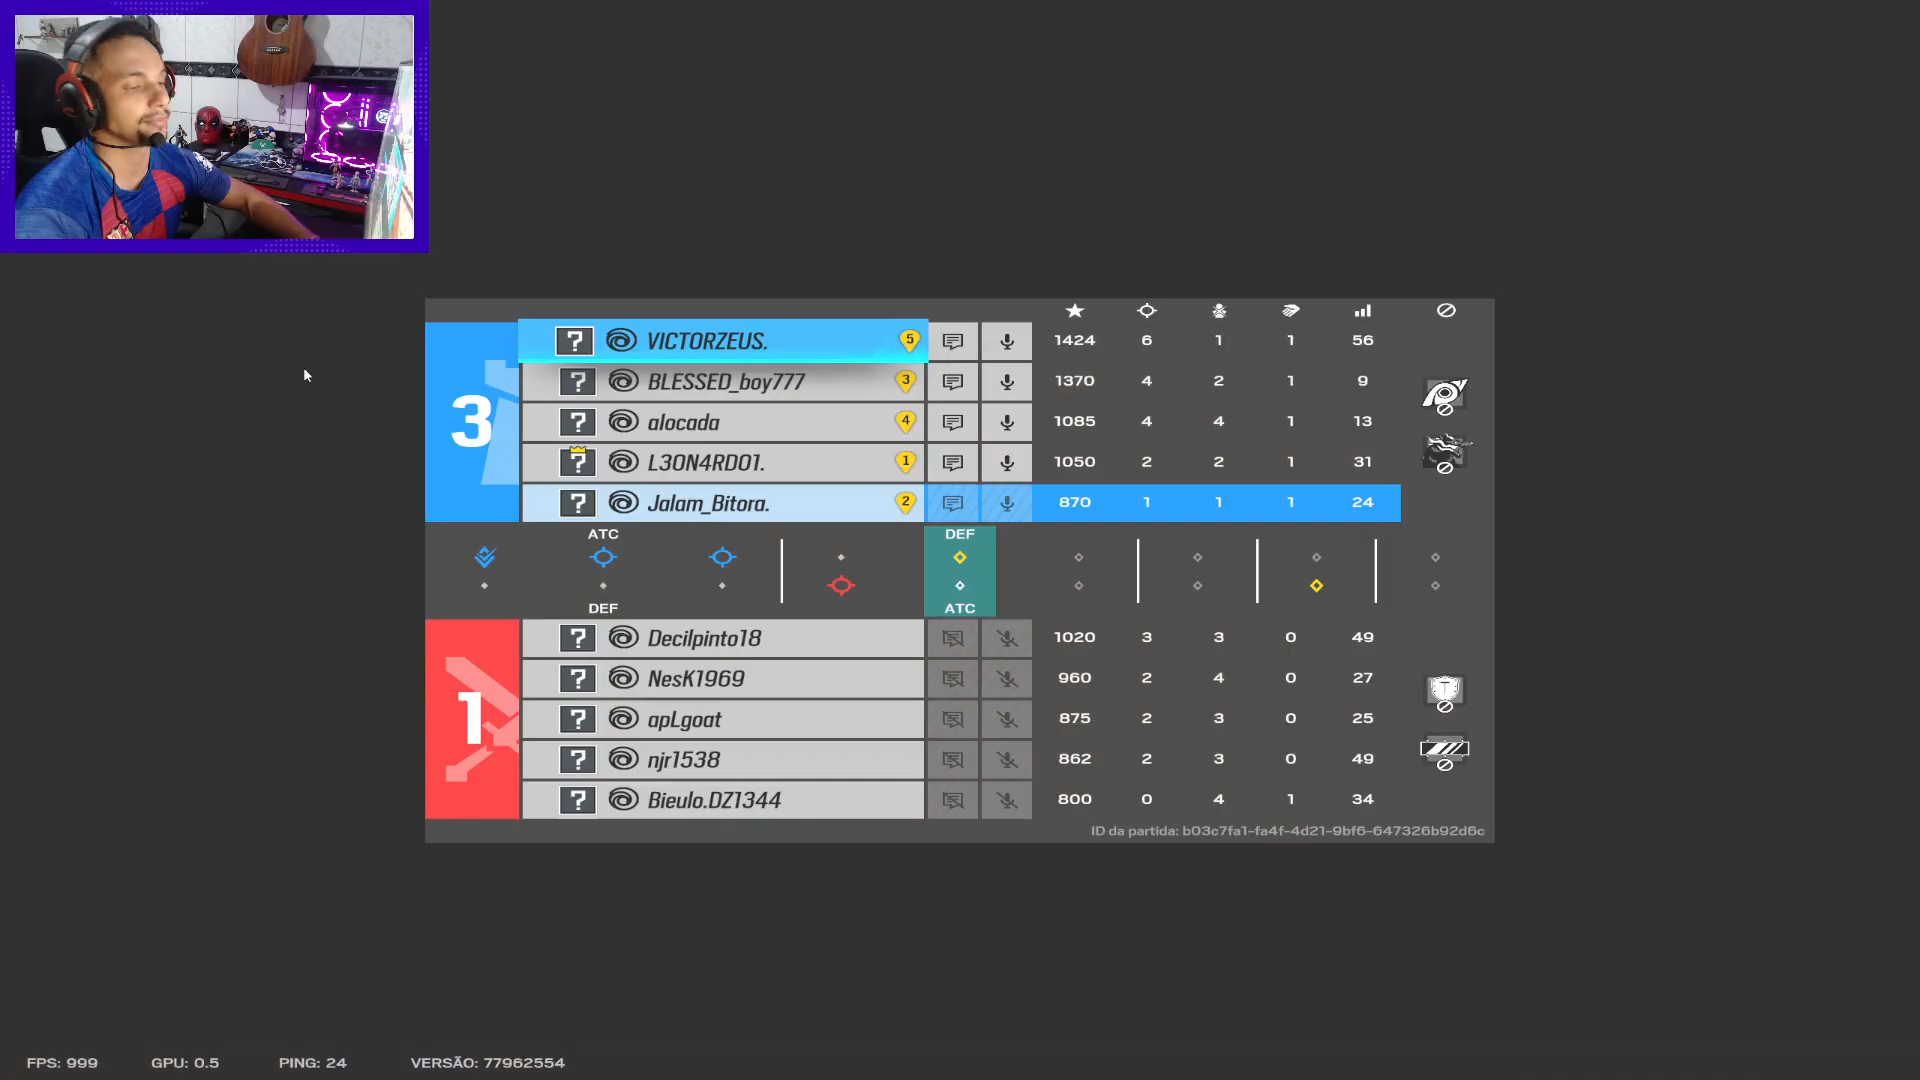 VICTORZEUS. 5 1424 6 1 1 56
BLESSED_boy777 3 1370 4 2 1 9
3
alocada 4 1085 4 4 1 13
L3ON4RDO1. 1 1050 2 2 1 31
Jalam_Bitora. 2 870 1 1 1 24
ATC DEF
DEF ATC
Decilpinto18 1020 3 3 0 49
NesK1969 960 2 4 0 27
1
apLgoat 875 2 3 0 25
njr1538 862 2 3 0 49
Bieulo.DZ1344 800 0 4 1 34
ID da partida: b03c7fa1-fa4f-4d21-9bf6-647326b92d6c
FPS: 999 GPU: 0.5 PING: 24 VERSÃO: 77962554